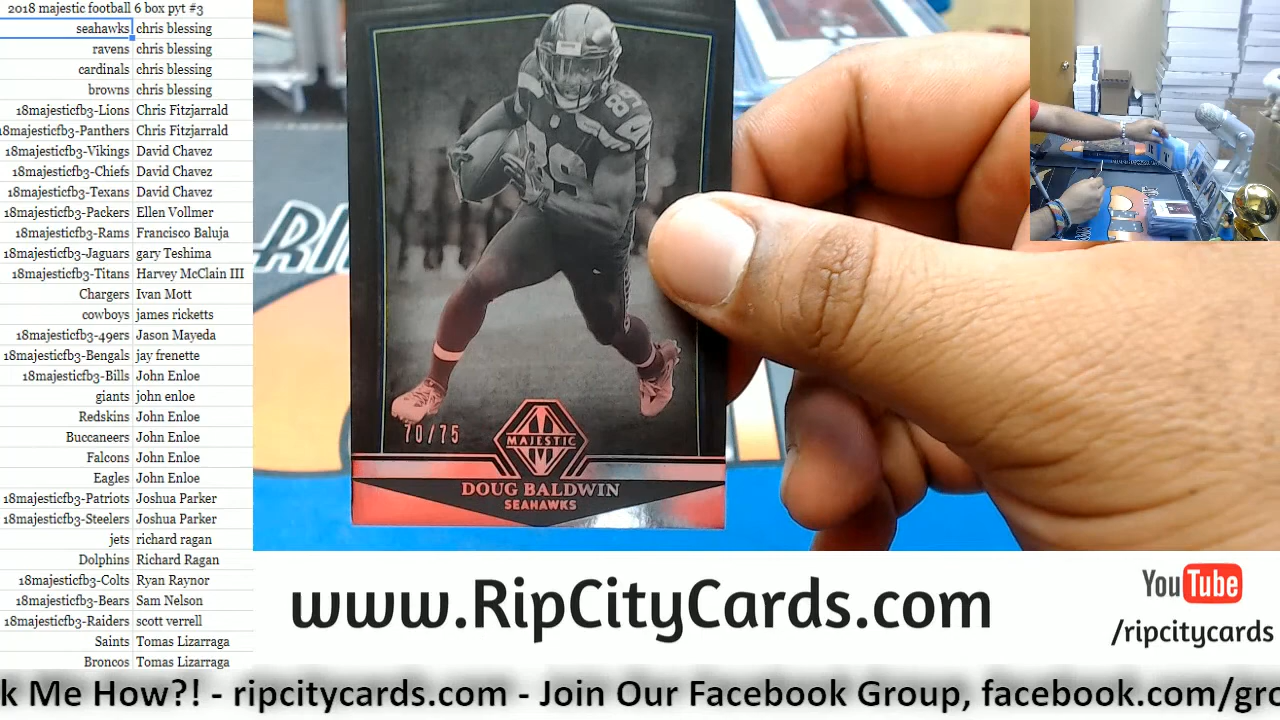 2018 majestic football 6 box pyt #3
seahawks chris blessing
ravens chris blessing
cardinals chris blessing
browns chris blessing
18majesticfb3-Lions Chris Fitzjarrald
18majesticfb3-Panthers Chris Fitzjarrald
18majesticfb3-Vikings David Chavez
18majesticfb3-Chiefs David Chavez
18majesticfb3-Texans David Chavez
18majesticfb3-Packers Ellen Vollmer
18majesticfb3-Rams Francisco Baluja
18majesticfb3-Jaguars gary Teshima
18majesticfb3-Titans Harvey McClain III
Chargers Ivan Mott
cowboys james ricketts
18majesticfb3-49ers Jason Mayeda
18majesticfb3-Bengals jay frenette
18majesticfb3-Bills John Enloe
giants john enloe
Redskins John Enloe
Buccaneers John Enloe
Falcons John Enloe
Eagles John Enloe
18majesticfb3-Patriots Joshua Parker
18majesticfb3-Steelers Joshua Parker
jets richard ragan
Dolphins Richard Ragan
18majesticfb3-Colts Ryan Raynor
18majesticfb3-Bears Sam Nelson
18majesticfb3-Raiders scott verrell
Saints Tomas Lizarraga
Broncos Tomas Lizarraga
89
89
70/75
MAJESTIC
DOUG BALDWIN
SEAHAWKS
RI
www.RipCityCards.com
YouTube
/ripcitycards
k Me How?! - ripcitycards.com - Join Our Facebook Group, facebook.com/gro